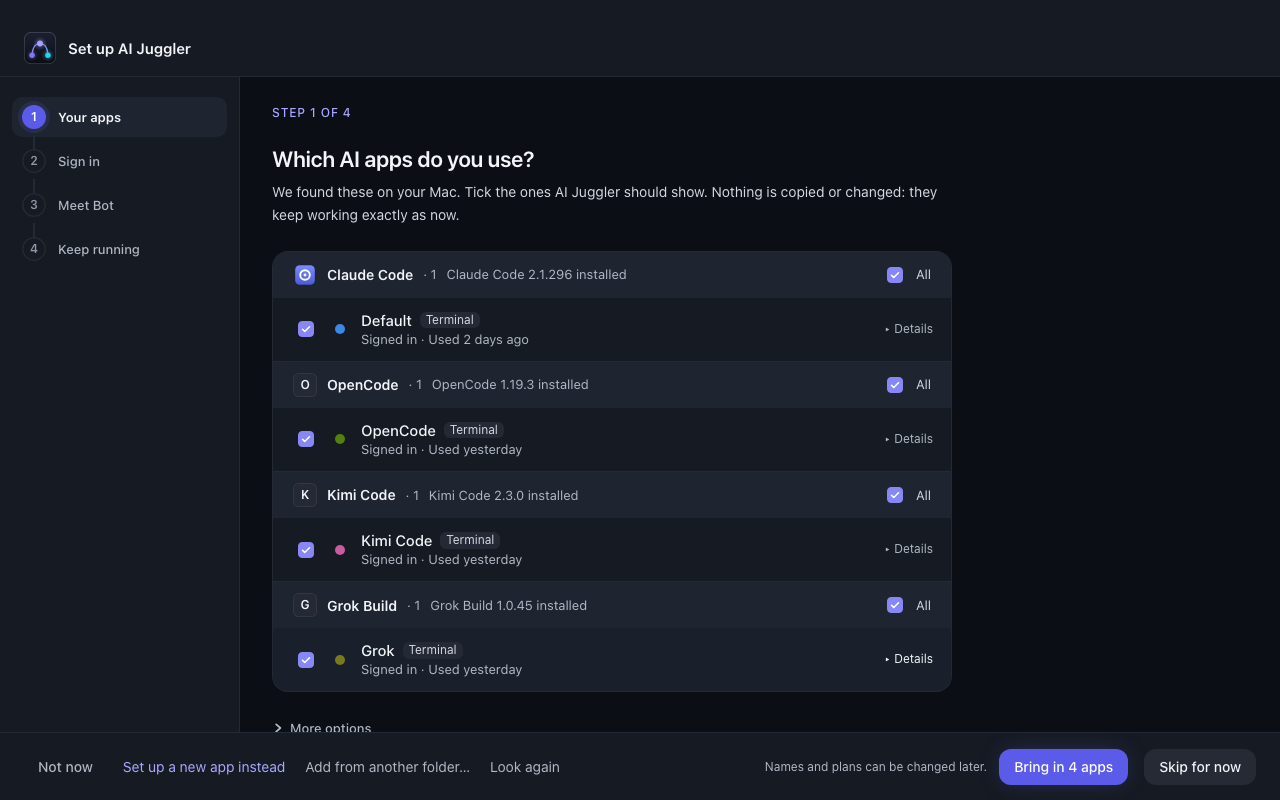 Set up AI Juggler
1 Your apps
2 Sign in
3 Meet Bot
4 Keep running
STEP 1 OF 4
Which AI apps do you use?
We found these on your Mac. Tick the ones AI Juggler should show. Nothing is copied or changed: they
keep working exactly as now.
Claude Code · 1 Claude Code 2.1.296 installed All
Default Terminal
Signed in · Used 2 days ago
Details
O OpenCode · 1 OpenCode 1.19.3 installed All
OpenCode Terminal
Signed in · Used yesterday
Details
K Kimi Code · 1 Kimi Code 2.3.0 installed All
Kimi Code Terminal
Signed in · Used yesterday
Details
G Grok Build · 1 Grok Build 1.0.45 installed All
Grok Terminal
Signed in · Used yesterday
Details
More options
Not now Set up a new app instead Add from another folder... Look again Names and plans can be changed later. Bring in 4 apps Skip for now